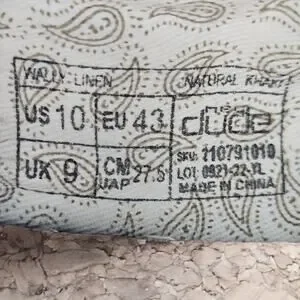 WALLY LINEN NATURAL KHAKI
US 10 EU 43 dude
UK 9 CM JAP 27.5
SKU: 110791010
LOT: 0921-22-YL
MADE IN CHINA